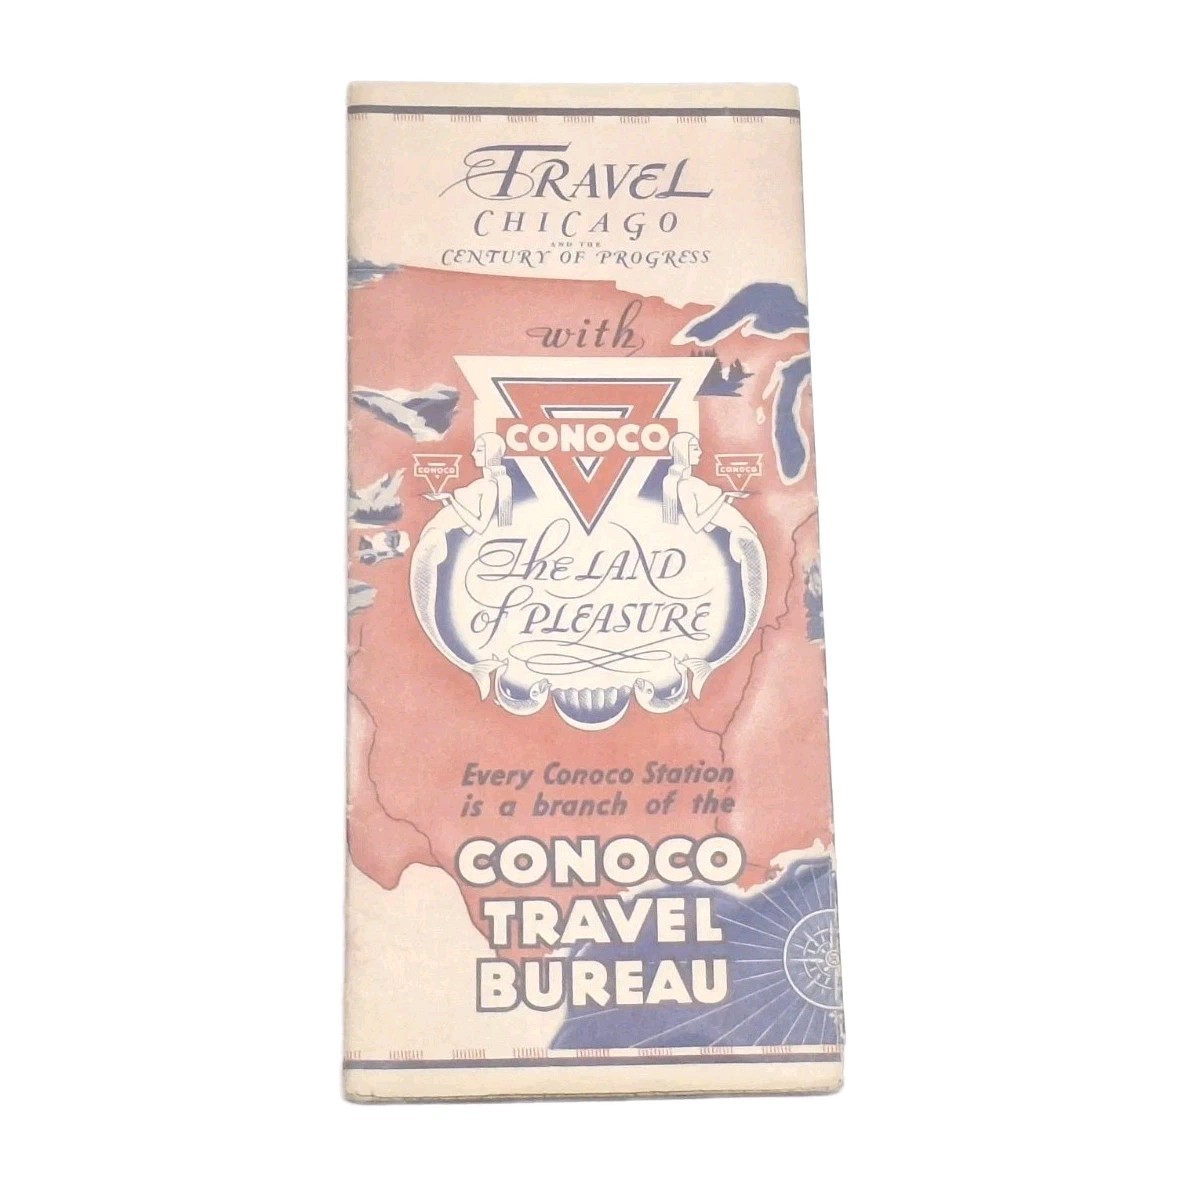 TRAVEL
CHICAGO
AND THE
CENTURY OF PROGRESS
with
CONOCO
CONOCO
CONOCO
The LAND
of PLEASURE
Every Conoco Station
is a branch of the
CONOCO
TRAVEL
BUREAU